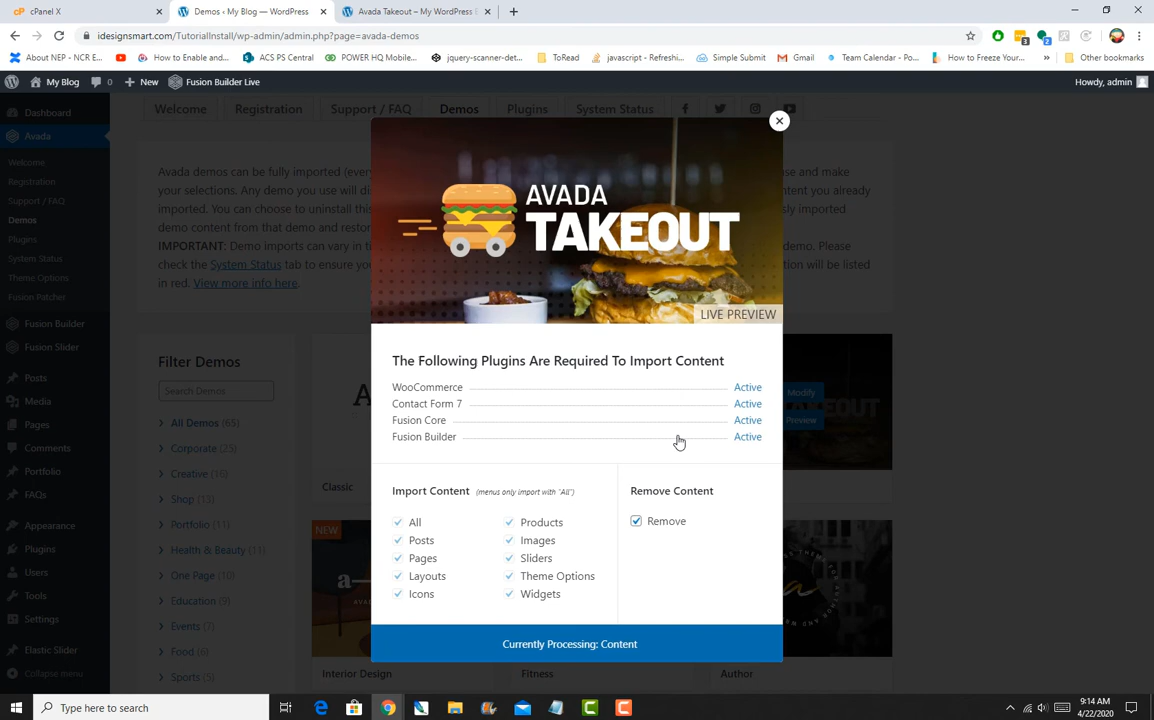 cPanel X
Demos ‹ My Blog — WordPress
Avada Takeout – My WordPress
idesignsmart.com/TutorialInstall/wp-admin/admin.php?page=avada-demos
About NEP - NCR E...
How to Enable and...
ACS PS Central
POWER HQ Mobile...
jquery-scanner-det...
ToRead
javascript - Refreshi...
Simple Submit
Gmail
Team Calendar - Po...
How to Freeze Your...
Other bookmarks
My Blog
0
New
Fusion Builder Live
Howdy, admin
Dashboard
Avada
Welcome
Registration
Support / FAQ
Demos
Plugins
System Status
Theme Options
Fusion Patcher
Fusion Builder
Fusion Slider
Posts
Media
Pages
Comments
Portfolio
FAQs
Appearance
Plugins
Users
Tools
Settings
Elastic Slider
Collapse menu
Welcome
Registration
Support / FAQ
Demos
Plugins
System Status
Avada demos can be fully imported (every
se and make
your selections. Any demo you use will di
ntent you already
imported. You can choose to uninstall this
sly imported
demo content from that demo and restore
IMPORTANT: Demo imports can vary in t
demo. Please
check the System Status tab to ensure yo
ion will be listed
in red. View more info here.
Filter Demos
Search Demos
All Demos (65)
Corporate (25)
Creative (16)
Shop (13)
Portfolio (11)
Health & Beauty (11)
One Page (10)
Education (9)
Events (7)
Food (6)
Sports (5)
Classic
NEW
Interior Design
Fitness
Author
Modify
Preview
AVADA
TAKEOUT
LIVE PREVIEW
The Following Plugins Are Required To Import Content
WooCommerce Active
Contact Form 7 Active
Fusion Core Active
Fusion Builder Active
Import Content (menus only import with "All")
All
Posts
Pages
Layouts
Icons
Products
Images
Sliders
Theme Options
Widgets
Remove Content
Remove
Currently Processing: Content
Type here to search
9:14 AM
4/22/2020